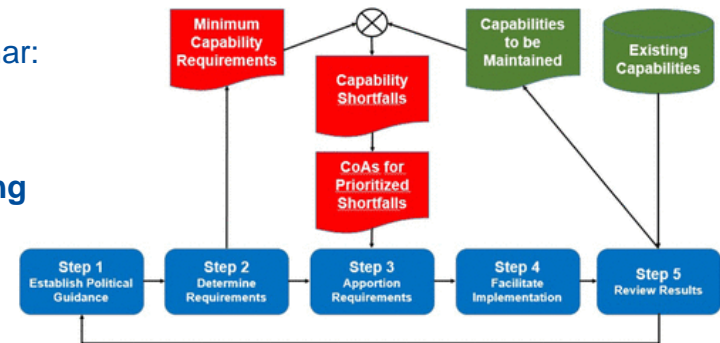 ar:
ng
Minimum
Capability
Requirements
Capabilities
to be
Maintained
Existing
Capabilities
Capability
Shortfalls
CoAs for
Prioritized
Shortfalls
Step 1
Establish Political
Guidance
Step 2
Determine
Requirements
Step 3
Apportion
Requirements
Step 4
Facilitate
Implementation
Step 5
Review Results